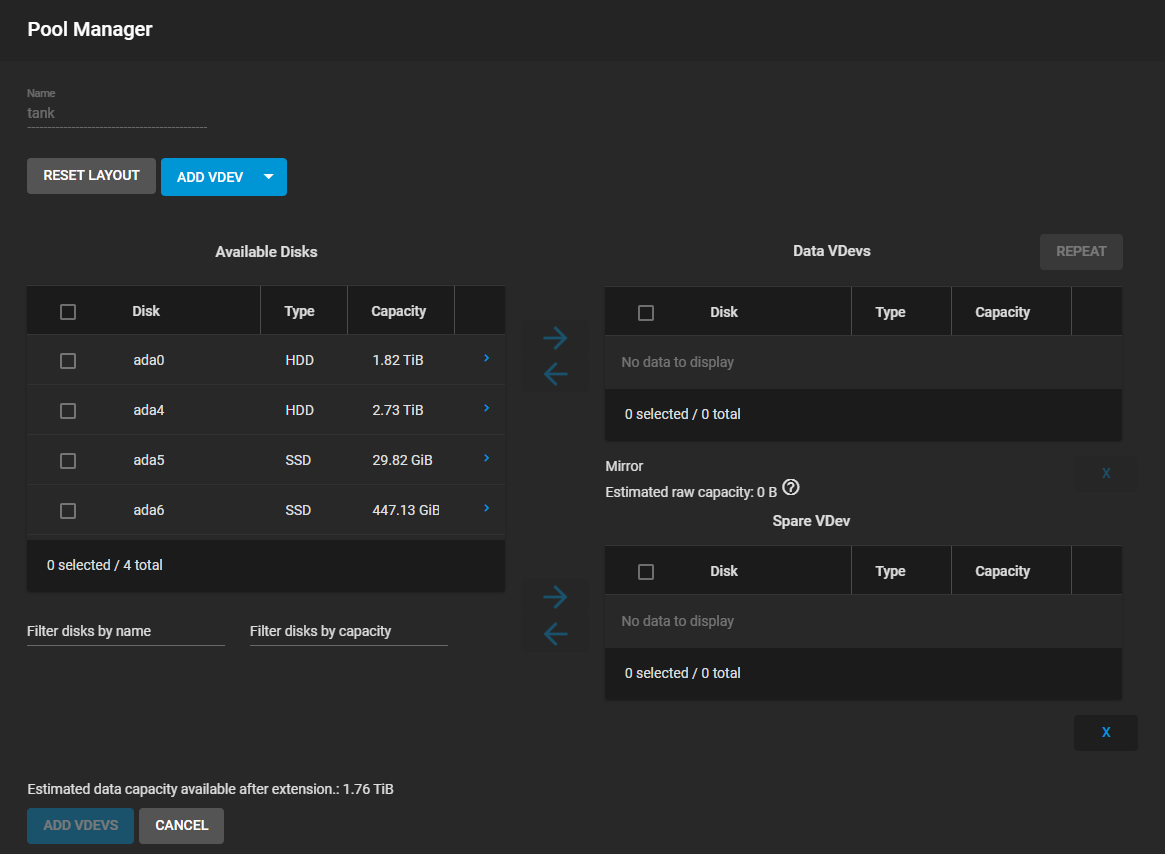 Pool Manager
Name
tank
RESET LAYOUT
ADD VDEV
Available Disks
Disk Type Capacity
ada0 HDD 1.82 TiB
ada4 HDD 2.73 TiB
ada5 SSD 29.82 GiB
ada6 SSD 447.13 GiB
0 selected / 4 total
Filter disks by name
Filter disks by capacity
Data VDevs
REPEAT
Disk Type Capacity
No data to display
0 selected / 0 total
Mirror
X
Estimated raw capacity: 0 B ?
Spare VDev
Disk Type Capacity
No data to display
0 selected / 0 total
X
Estimated data capacity available after extension.: 1.76 TiB
ADD VDEVS
CANCEL